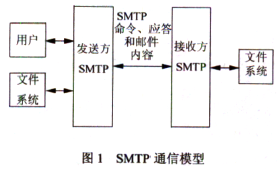 用户
文件
系统
发送方
SMTP
SMTP
命令、应答
和邮件
内容
接收方
SMTP
文件
系统
图1 SMTP 通信模型